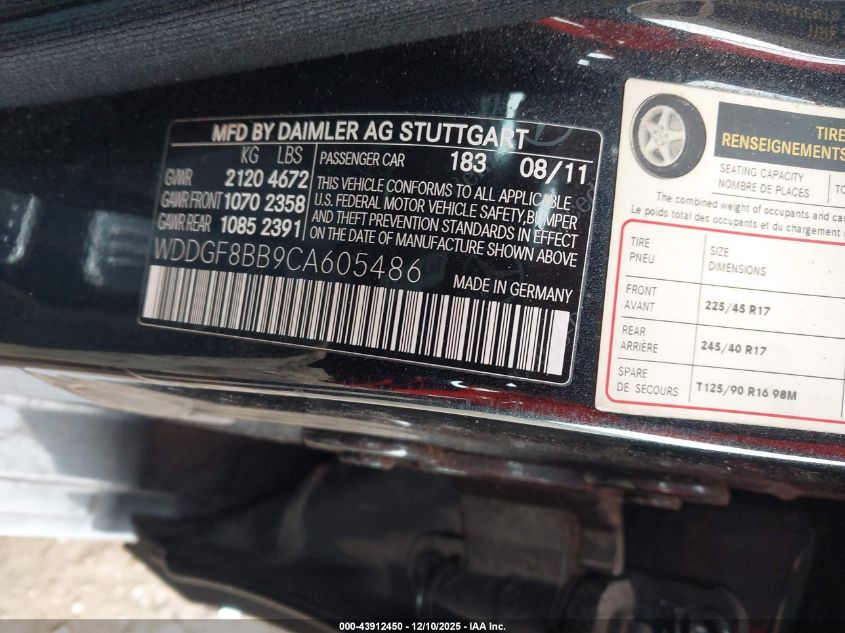 MFD BY DAIMLER AG STUTTGART
KG LBS
GVWR 2120 4672
GAWR FRONT 1070 2358
GAWR REAR 1085 2391
PASSENGER CAR 183 08/11
THIS VEHICLE CONFORMS TO ALL APPLICABLE
U.S. FEDERAL MOTOR VEHICLE SAFETY, BUMPER
AND THEFT PREVENTION STANDARDS IN EFFECT
ON THE DATE OF MANUFACTURE SHOWN ABOVE
WDDGF8BB9CA605486
MADE IN GERMANY
TIRE
RENSEIGNEMENTS
SEATING CAPACITY
NOMBRE DE PLACES
The combined weight of occupants and
Le poids total des occupants et du chargement
TIRE
PNEU
SIZE
DIMENSIONS
FRONT
AVANT
225/45 R17
REAR
ARRIÈRE
245/40 R17
SPARE
DE SECOURS
T125/90 R16 98M
000-43912450 - 12/10/2025 - IAA Inc.